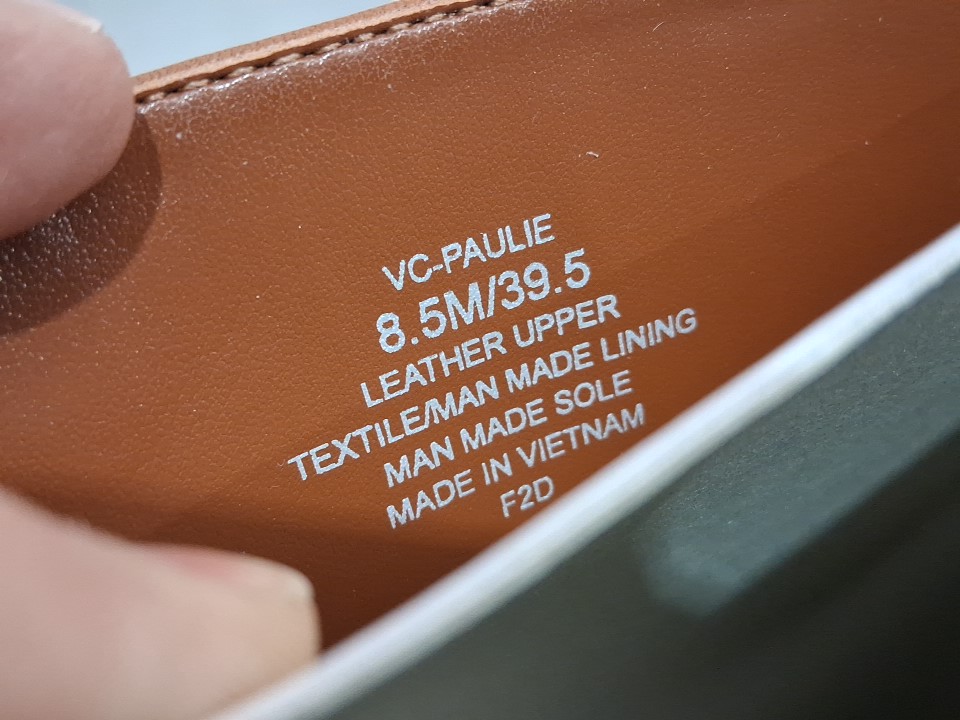 VC-PAULIE
8.5M/39.5
LEATHER UPPER
TEXTILE/MAN MADE LINING
MAN MADE SOLE
MADE IN VIETNAM
F2D